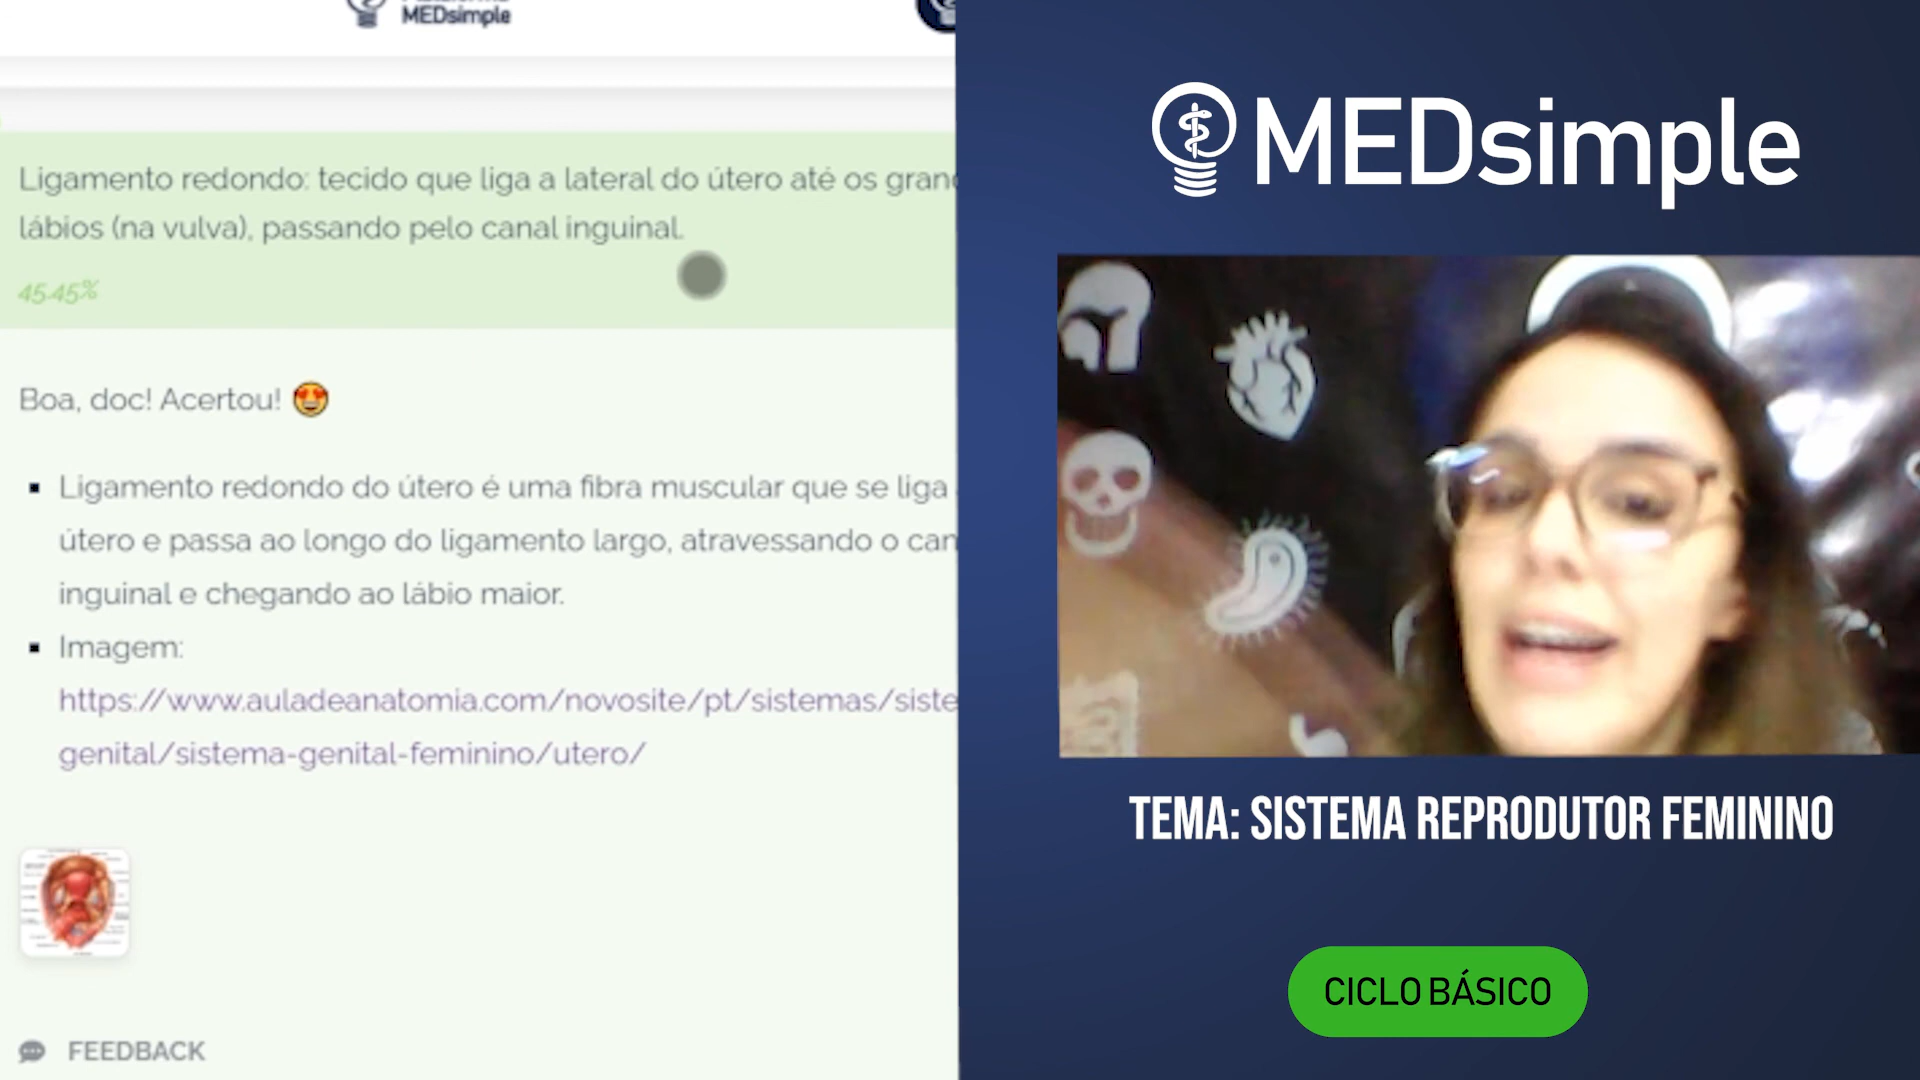 MEDsimple
Ligamento redondo: tecido que liga a lateral do útero até os
lábios (na vulva), passando pelo canal inguinal.
45.45%
Boa, doc! Acertou!
Ligamento redondo do útero é uma fibra muscular que se liga
útero e passa ao longo do ligamento largo, atravessando o
inguinal e chegando ao lábio maior.
Imagem:
https://www.auladeanatomia.com/novosite/pt/sistemas/siste
genital/sistema-genital-feminino/utero/
FEEDBACK
MEDsimple
TEMA: SISTEMA REPRODUTOR FEMININO
CICLO BÁSICO